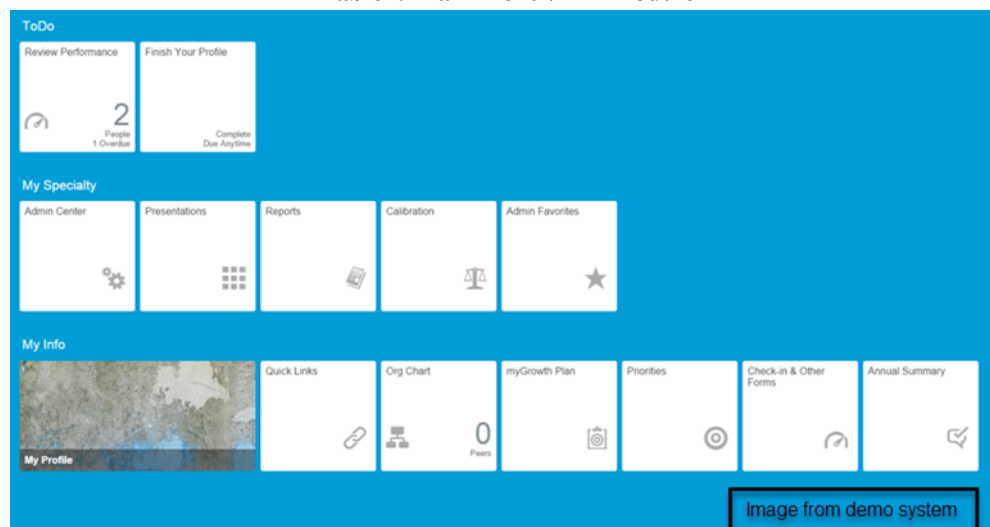 ToDo
Review Performance
Finish Your Profile
2
People
1 Overdue
Complete
Due Anytime
My Specialty
Admin Center
Presentations
Reports
Calibration
Admin Favorites
My Info
Quick Links
Org Chart
myGrowth Plan
Priorities
Check-in & Other
Forms
Annual Summary
0
Peers
My Profile
Image from demo system